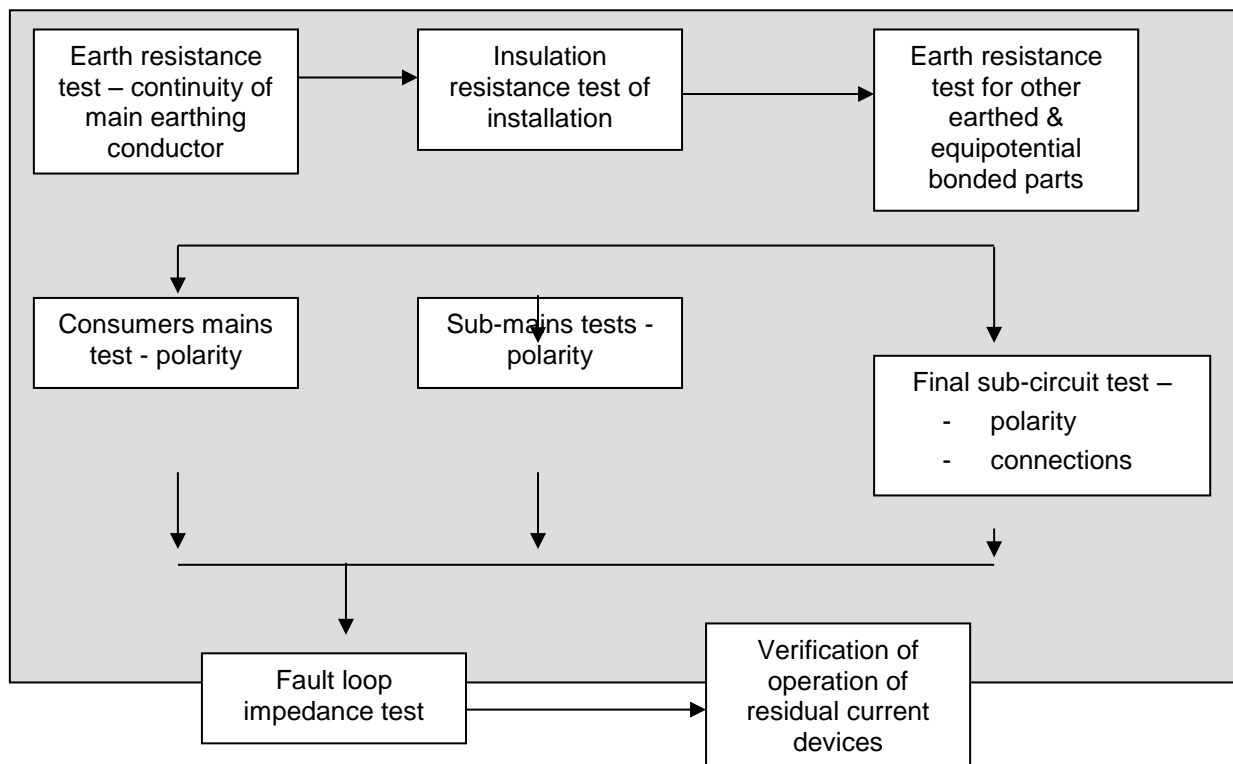 Earth resistance
test – continuity of
main earthing
conductor
Insulation
resistance test of
installation
Earth resistance
test for other
earthed &
equipotential
bonded parts
Consumers mains
test - polarity
Sub-mains tests -
polarity
Final sub-circuit test –
- polarity
- connections
Fault loop
impedance test
Verification of
operation of
residual current
devices